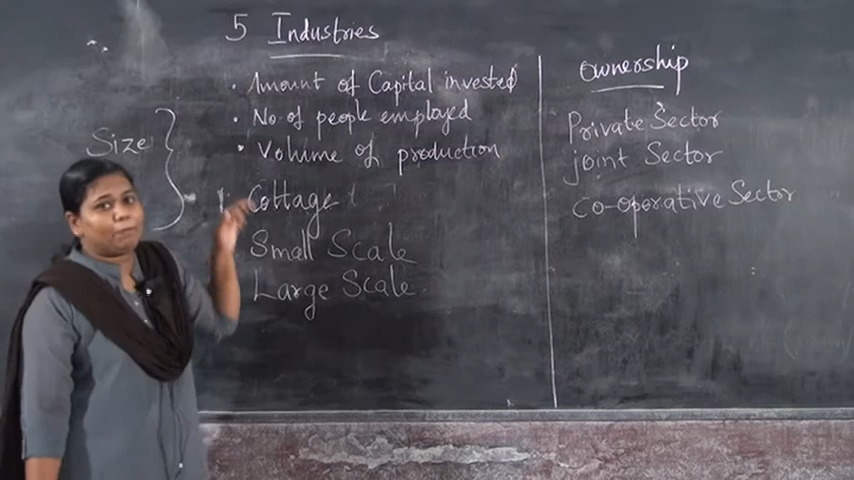 5 Industries
• Amount of Capital invested
• No. of people employed
• Volume of production
Size
Cottage
Small Scale
Large Scale.
Ownership
Private Sector
joint Sector
co-operative Sector